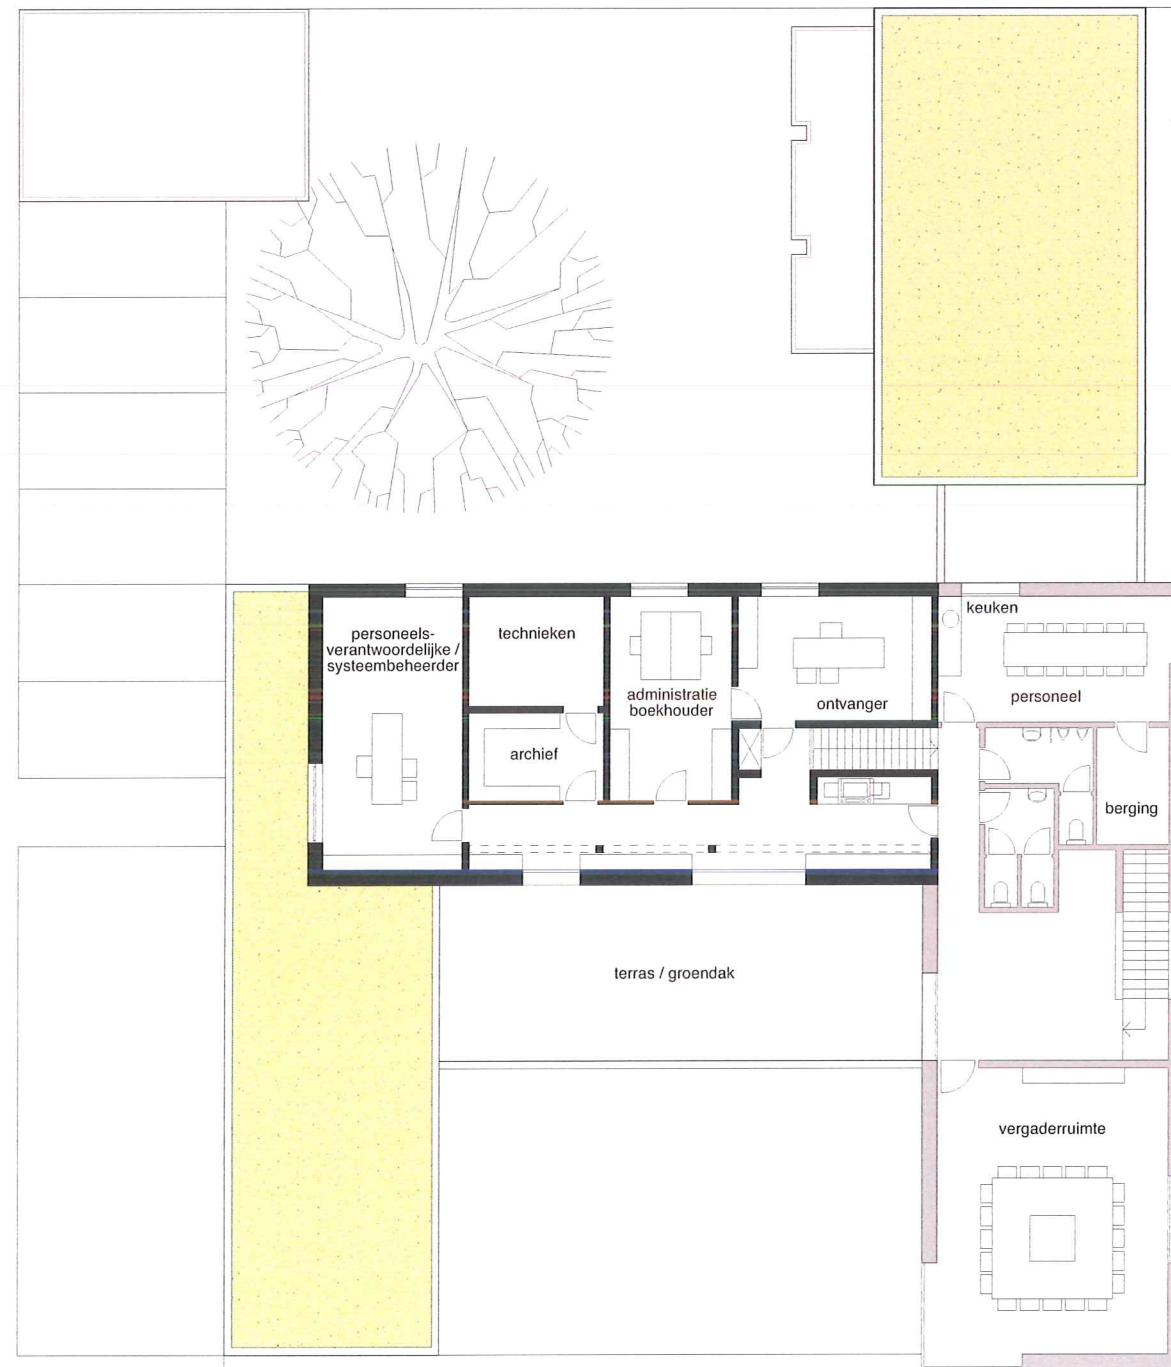 keuken
personeels-
verantwoordelijke /
systeembeheerder
technieken
administratie
boekhouder
ontvanger
personeel
archief
berging
terras / groendak
vergaderruimte